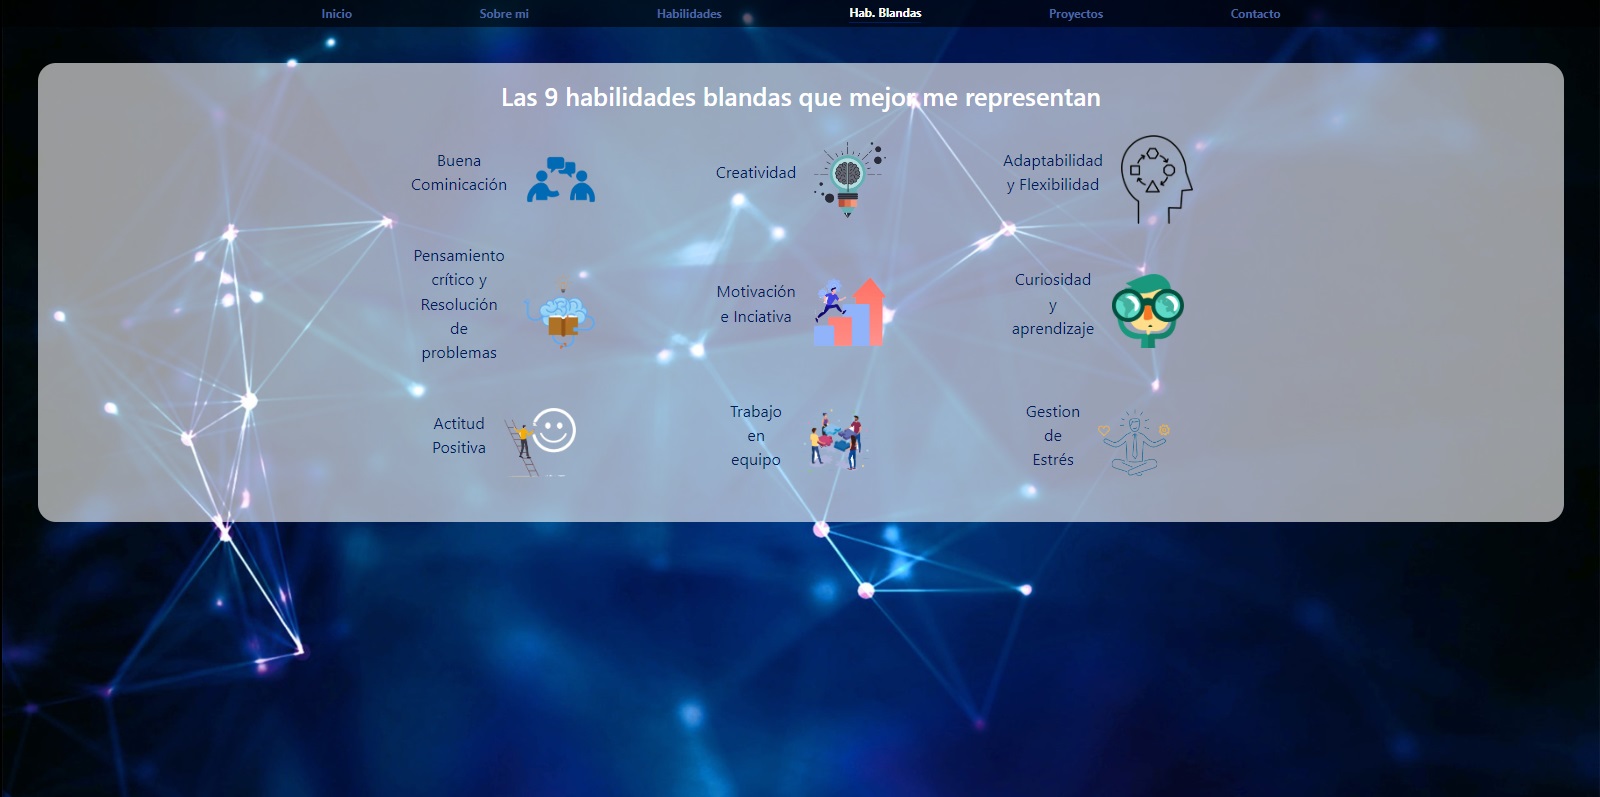 Inicio
Sobre mi
Habilidades
Hab. Blandas
Proyectos
Contacto
Las 9 habilidades blandas que mejor me representan
Buena
Cominicación
Creatividad
Adaptabilidad
y Flexibilidad
Pensamiento
crítico y
Resolución
de
problemas
Motivación
e Inciativa
Curiosidad
y
aprendizaje
Actitud
Positiva
Trabajo
en
equipo
Gestion
de
Estrés